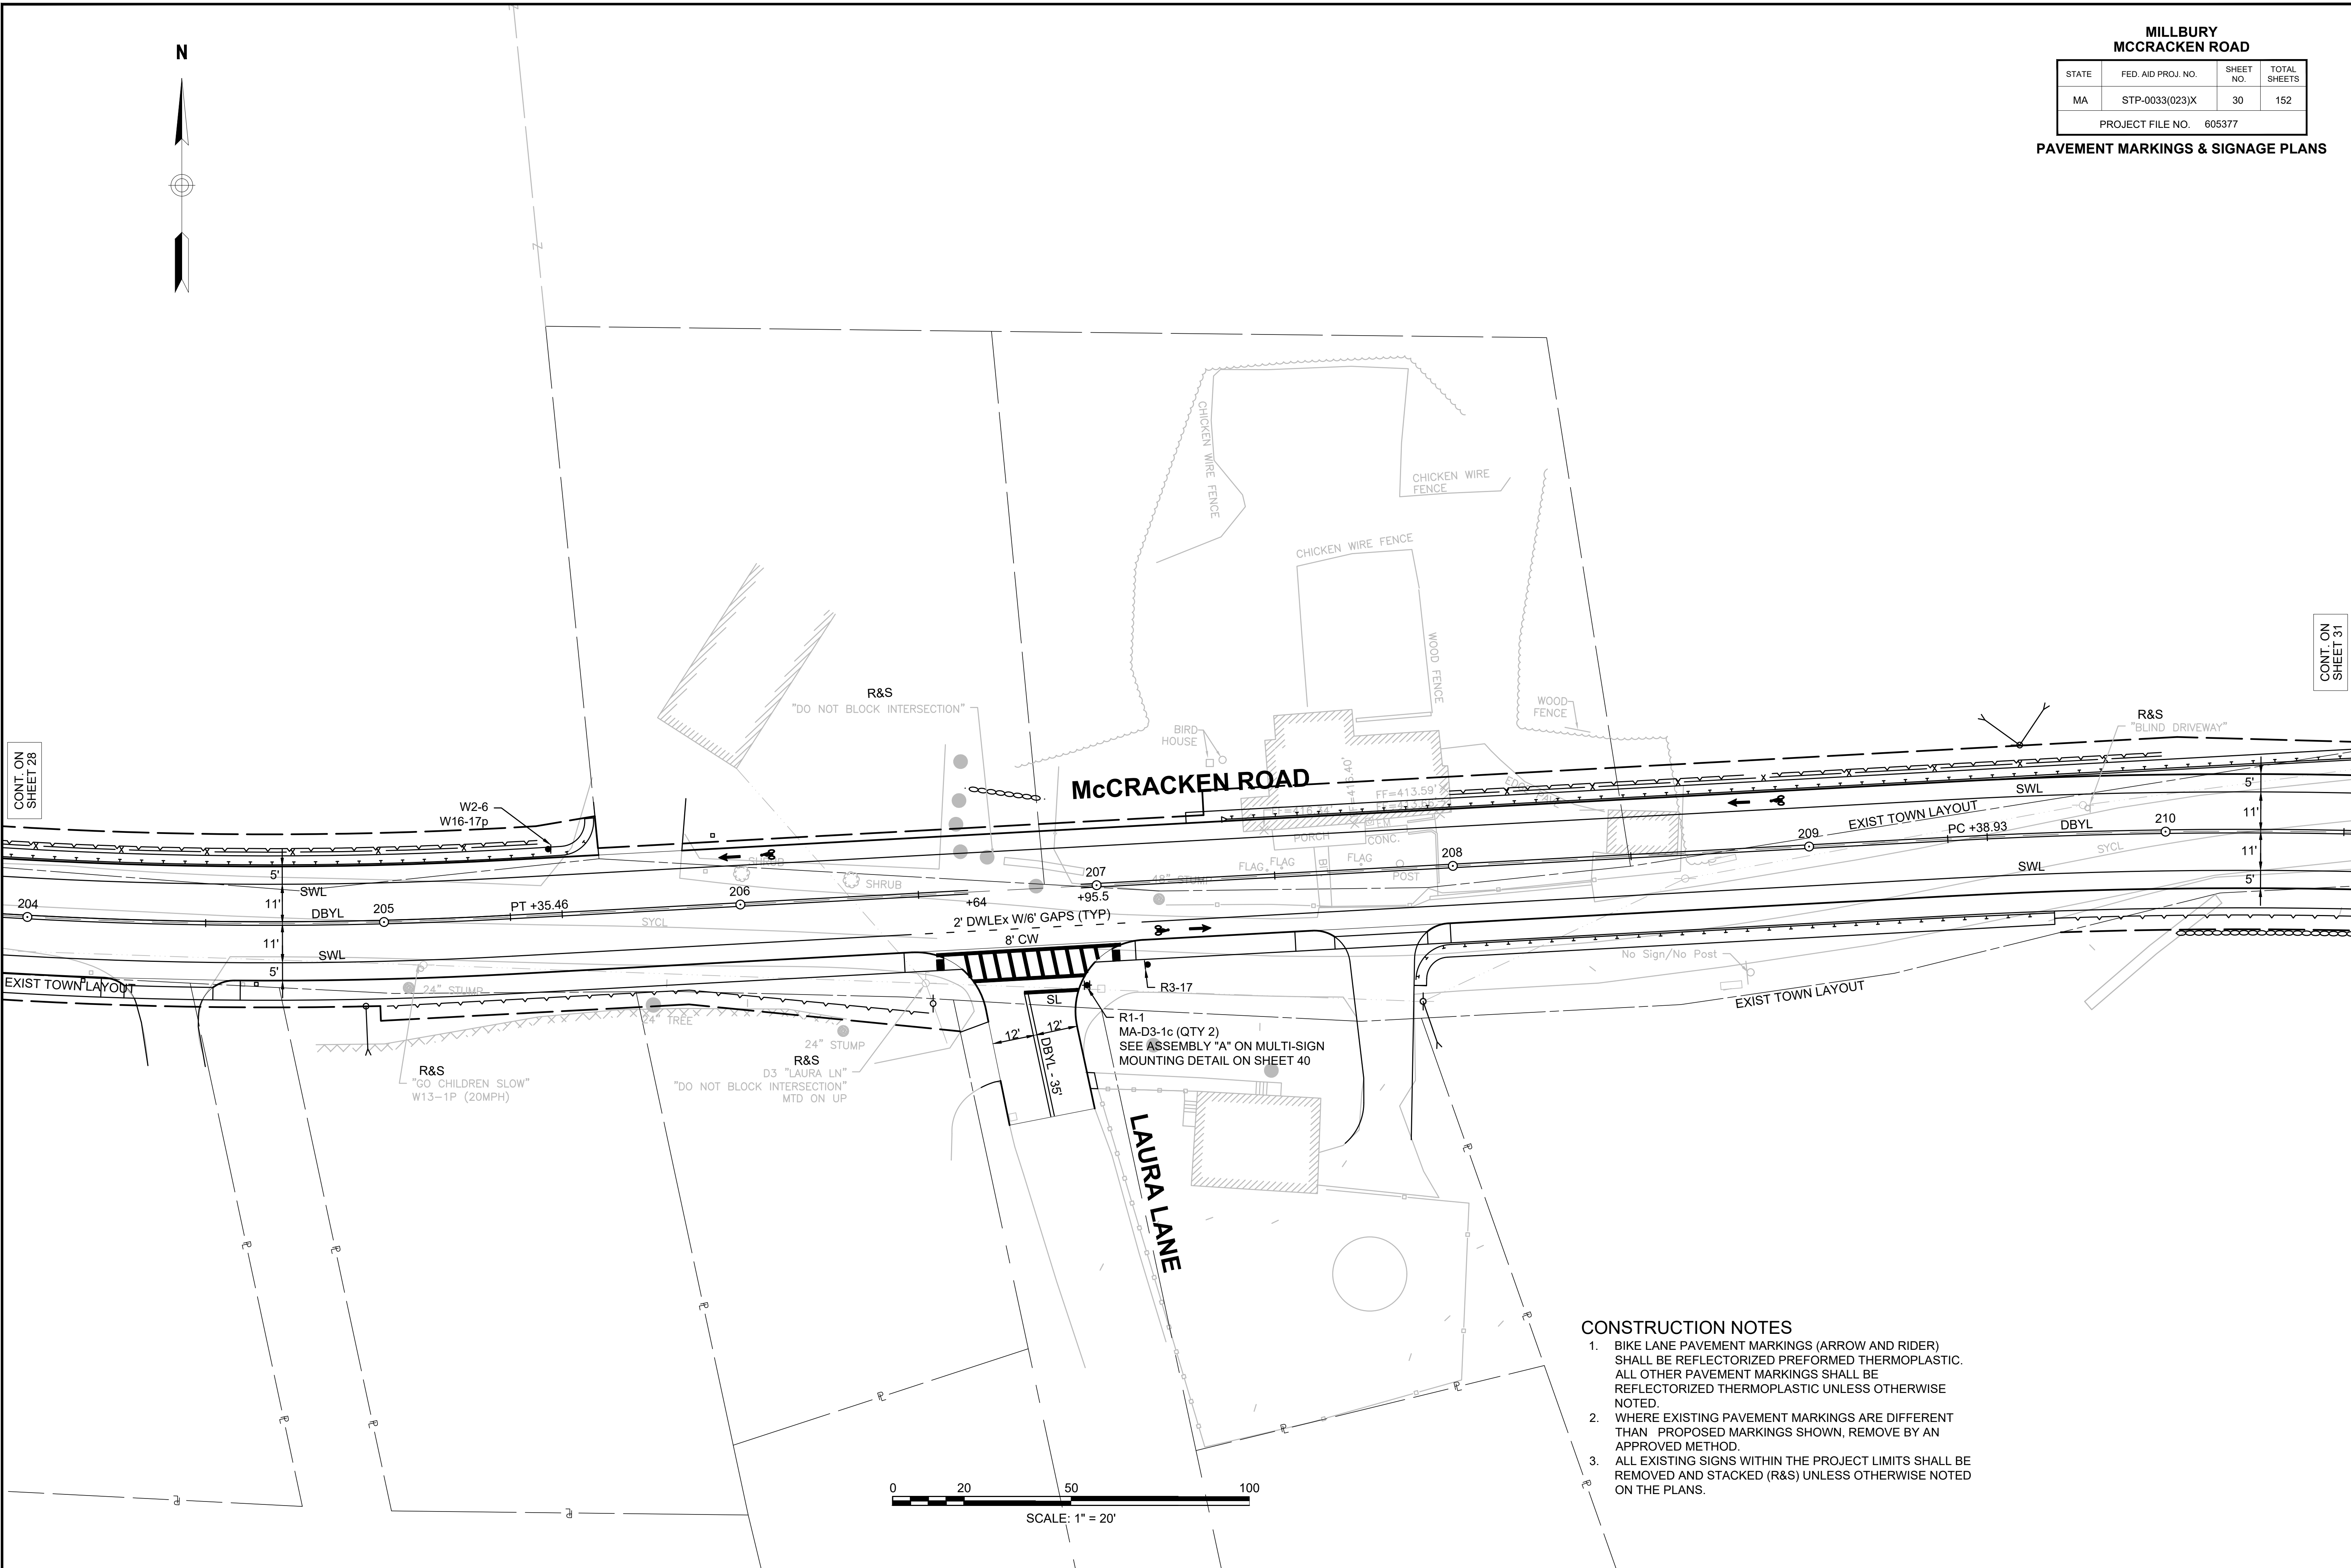 MILLBURY
MCCRACKEN ROAD
STATE FED. AID PROJ. NO. SHEET NO. TOTAL SHEETS
MA STP-0033(023)X 30 152
PROJECT FILE NO. 605377
PAVEMENT MARKINGS & SIGNAGE PLANS
N
CHICKEN WIRE FENCE
CHICKEN WIRE
FENCE
CHICKEN WIRE FENCE
WOOD FENCE
WOOD
FENCE
BIRD
HOUSE
R&S
"DO NOT BLOCK INTERSECTION"
CONT. ON
SHEET 31
R&S
"BLIND DRIVEWAY"
CONT. ON
SHEET 28
McCRACKEN ROAD
W2-6
W16-17p
FF=413.59'
PORCH
CONC.
FLAG
FLAG
FLAG
POST
48" STUMP
SHRUB
SHRUB
SWL
5'
11'
11'
5'
EXIST TOWN LAYOUT
PC +38.93
DBYL
SYCL
SWL
204
205
206
207
208
209
210
5'
11'
11'
5'
SWL
DBYL
PT +35.46
SYCL
SWL
+64
+95.5
2' DWLEx W/6' GAPS (TYP)
8' CW
EXIST TOWN LAYOUT
24" STUMP
24" TREE
24" STUMP
R&S
"GO CHILDREN SLOW"
W13-1P (20MPH)
R&S
D3 "LAURA LN"
"DO NOT BLOCK INTERSECTION"
MTD ON UP
SL
12'
12'
DBYL - 35'
R3-17
R1-1
MA-D3-1c (QTY 2)
SEE ASSEMBLY "A" ON MULTI-SIGN
MOUNTING DETAIL ON SHEET 40
No Sign/No Post
EXIST TOWN LAYOUT
LAURA LANE
CONSTRUCTION NOTES
1. BIKE LANE PAVEMENT MARKINGS (ARROW AND RIDER)
SHALL BE REFLECTORIZED PREFORMED THERMOPLASTIC.
ALL OTHER PAVEMENT MARKINGS SHALL BE
REFLECTORIZED THERMOPLASTIC UNLESS OTHERWISE
NOTED.
2. WHERE EXISTING PAVEMENT MARKINGS ARE DIFFERENT
THAN PROPOSED MARKINGS SHOWN, REMOVE BY AN
APPROVED METHOD.
3. ALL EXISTING SIGNS WITHIN THE PROJECT LIMITS SHALL BE
REMOVED AND STACKED (R&S) UNLESS OTHERWISE NOTED
ON THE PLANS.
0 20 50 100
SCALE: 1" = 20'